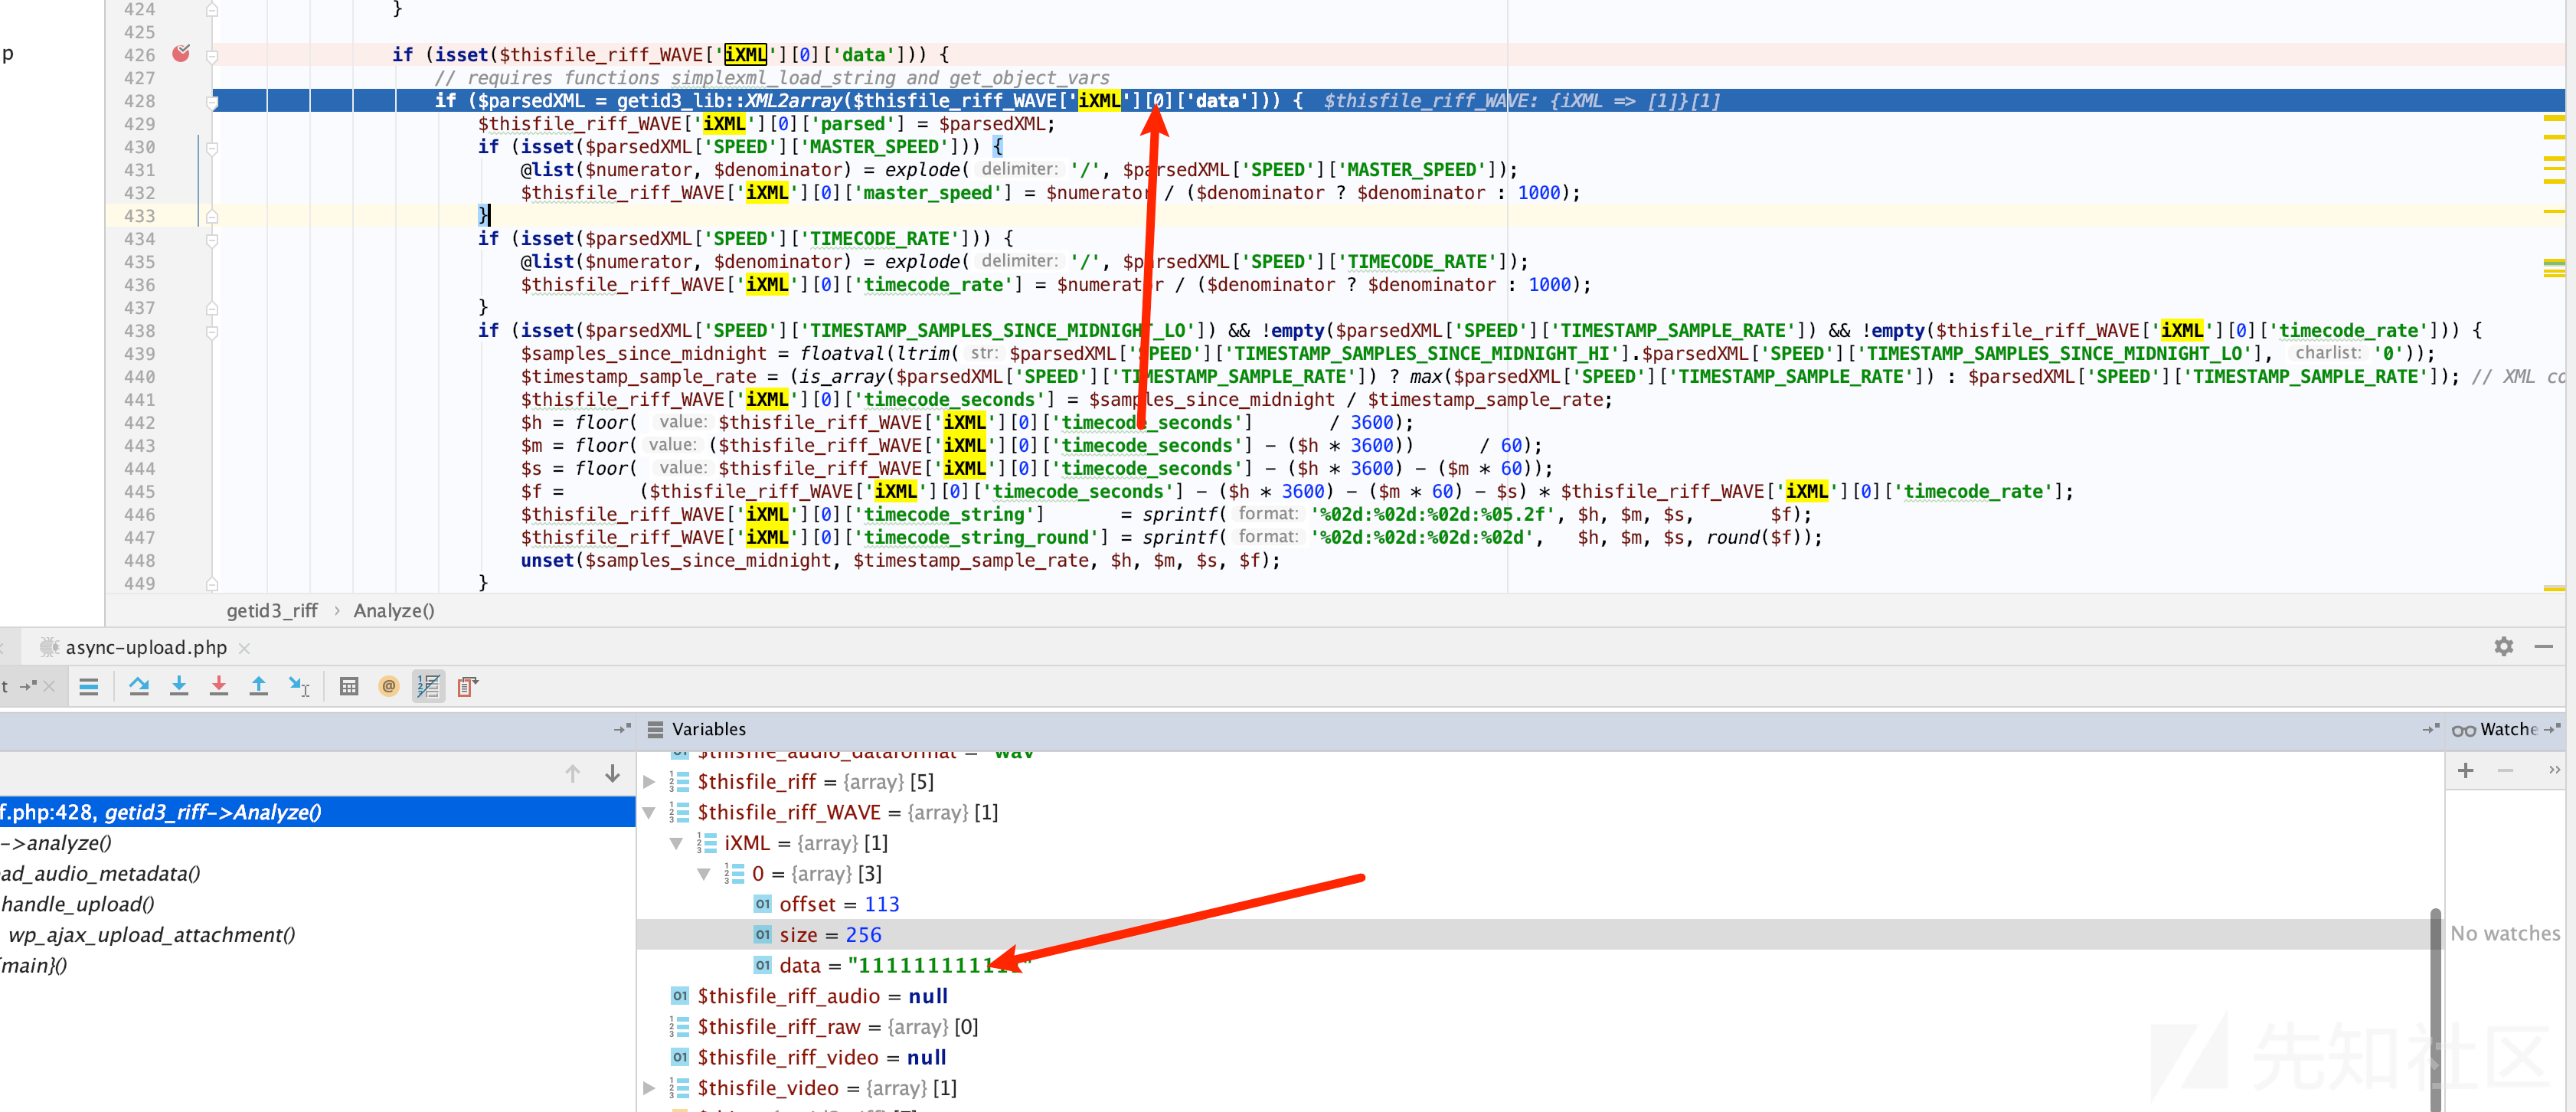 424 }
425
p
426 if (isset($thisfile_riff_WAVE['iXML'][0]['data'])) {
427 // requires functions simplexml_load_string and get_object_vars
428 if ($parsedXML = getid3_lib::XML2array($thisfile_riff_WAVE['iXML'][0]['data'])) { $thisfile_riff_WAVE: {iXML => [1]}[1]
429 $thisfile_riff_WAVE['iXML'][0]['parsed'] = $parsedXML;
430 if (isset($parsedXML['SPEED']['MASTER_SPEED'])) {
431 @list($numerator, $denominator) = explode( delimiter: '/', $parsedXML['SPEED']['MASTER_SPEED']);
432 $thisfile_riff_WAVE['iXML'][0]['master_speed'] = $numerator / ($denominator ? $denominator : 1000);
433 }
434 if (isset($parsedXML['SPEED']['TIMECODE_RATE'])) {
435 @list($numerator, $denominator) = explode( delimiter: '/', $parsedXML['SPEED']['TIMECODE_RATE']);
436 $thisfile_riff_WAVE['iXML'][0]['timecode_rate'] = $numerator / ($denominator ? $denominator : 1000);
437 }
438 if (isset($parsedXML['SPEED']['TIMESTAMP_SAMPLES_SINCE_MIDNIGHT_LO']) && !empty($parsedXML['SPEED']['TIMESTAMP_SAMPLE_RATE']) && !empty($thisfile_riff_WAVE['iXML'][0]['timecode_rate'])) {
439 $samples_since_midnight = floatval(ltrim( str: $parsedXML['SPEED']['TIMESTAMP_SAMPLES_SINCE_MIDNIGHT_HI'].$parsedXML['SPEED']['TIMESTAMP_SAMPLES_SINCE_MIDNIGHT_LO'], charlist: '0'));
440 $timestamp_sample_rate = (is_array($parsedXML['SPEED']['TIMESTAMP_SAMPLE_RATE']) ? max($parsedXML['SPEED']['TIMESTAMP_SAMPLE_RATE']) : $parsedXML['SPEED']['TIMESTAMP_SAMPLE_RATE']); // XML co
441 $thisfile_riff_WAVE['iXML'][0]['timecode_seconds'] = $samples_since_midnight / $timestamp_sample_rate;
442 $h = floor( value: $thisfile_riff_WAVE['iXML'][0]['timecode_seconds'] / 3600);
443 $m = floor( value: ($thisfile_riff_WAVE['iXML'][0]['timecode_seconds'] - ($h * 3600)) / 60);
444 $s = floor( value: $thisfile_riff_WAVE['iXML'][0]['timecode_seconds'] - ($h * 3600) - ($m * 60));
445 $f = ($thisfile_riff_WAVE['iXML'][0]['timecode_seconds'] - ($h * 3600) - ($m * 60) - $s) * $thisfile_riff_WAVE['iXML'][0]['timecode_rate'];
446 $thisfile_riff_WAVE['iXML'][0]['timecode_string'] = sprintf( format: '%02d:%02d:%02d:%05.2f', $h, $m, $s, $f);
447 $thisfile_riff_WAVE['iXML'][0]['timecode_string_round'] = sprintf( format: '%02d:%02d:%02d:%02d', $h, $m, $s, round($f));
448 unset($samples_since_midnight, $timestamp_sample_rate, $h, $m, $s, $f);
449 }
getid3_riff › Analyze()
async-upload.php
t
Variables
Watche
$thisfile_audio_dataformat = "wav"
$thisfile_riff = {array} [5]
f.php:428, getid3_riff->Analyze()
$thisfile_riff_WAVE = {array} [1]
->analyze()
iXML = {array} [1]
ad_audio_metadata()
0 = {array} [3]
handle_upload()
offset = 113
wp_ajax_upload_attachment()
size = 256
No watches
{main}()
data = "111111111111
$thisfile_riff_audio = null
$thisfile_riff_raw = {array} [0]
$thisfile_riff_video = null
$thisfile_video = {array} [1]
先知社区